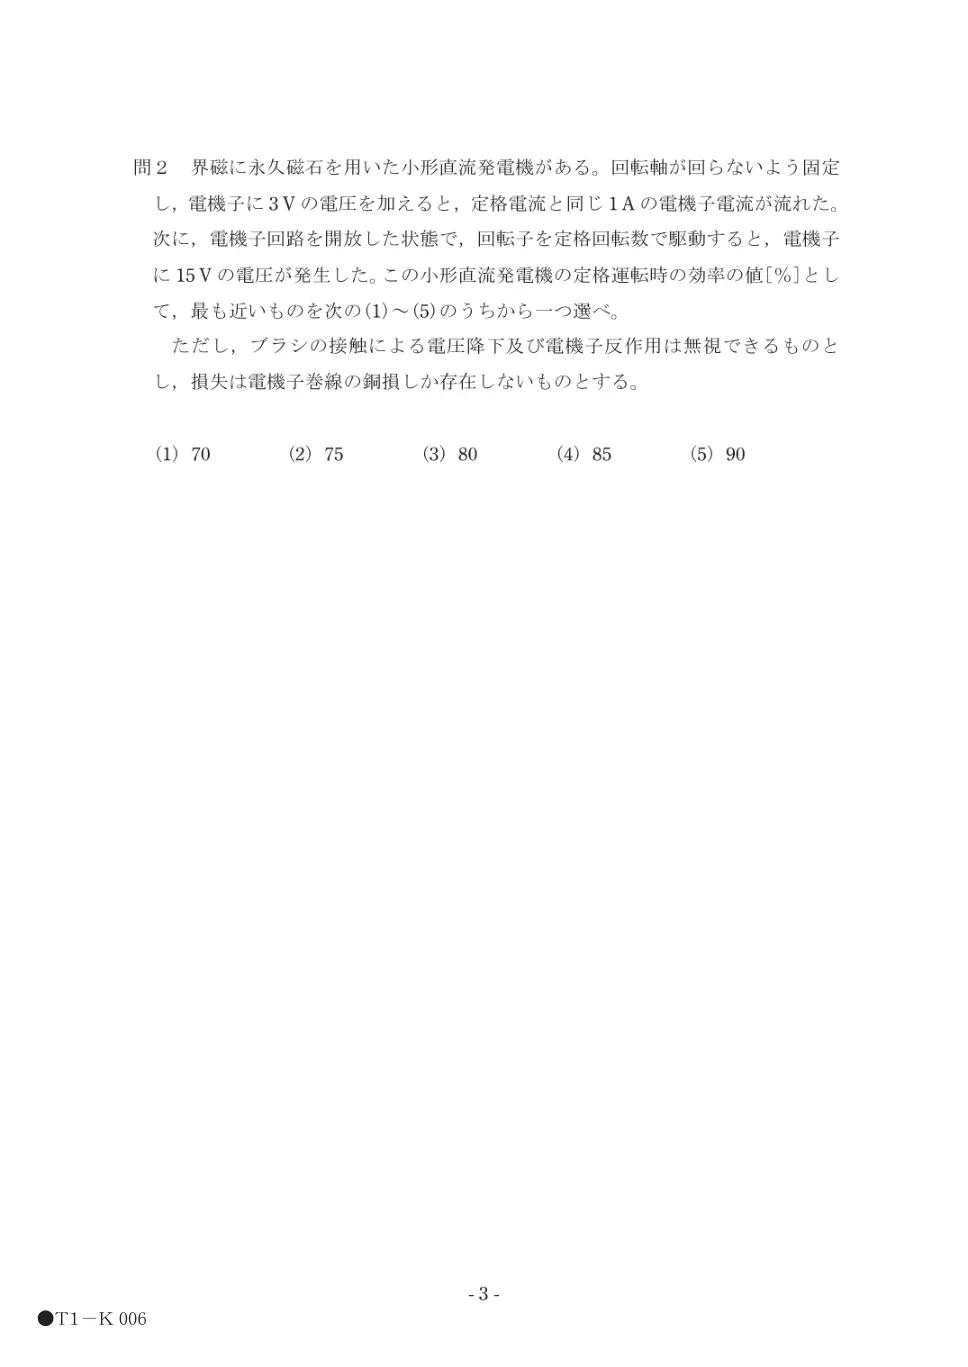 問２　界磁に永久磁石を用いた小形直流発電機がある。回転軸が回らないよう固定
し，電機子に 3 V の電圧を加えると，定格電流と同じ 1 A の電機子電流が流れた。
次に，電機子回路を開放した状態で，回転子を定格回転数で駆動すると，電機子
に 15 V の電圧が発生した。この小形直流発電機の定格運転時の効率の値[％]とし
て，最も近いものを次の(1)～(5)のうちから一つ選べ。
ただし，ブラシの接触による電圧降下及び電機子反作用は無視できるものと
し，損失は電機子巻線の銅損しか存在しないものとする。
(1) 70　(2) 75　(3) 80　(4) 85　(5) 90
- 3 -
●T1－K 006